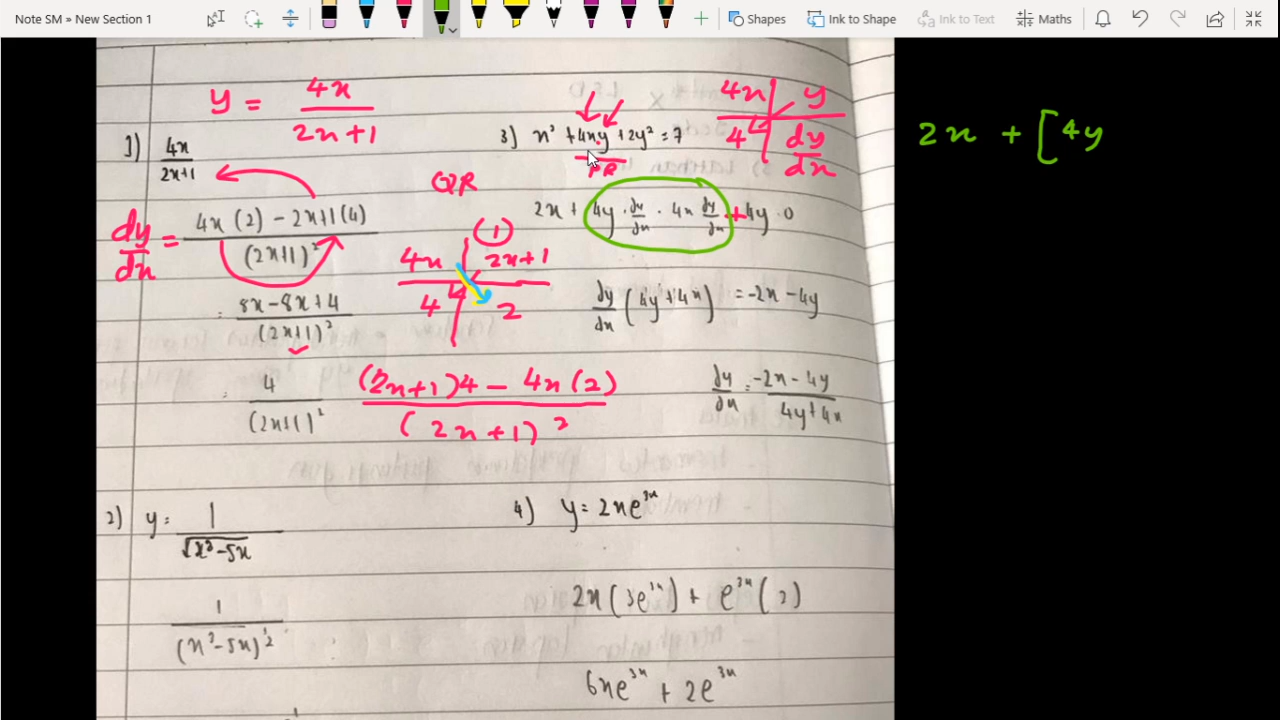 Note SM » New Section 1
Shapes
Ink to Shape
Ink to Text
Maths
y = 4x / 2x+1
1) 4x / 2x+1
QR
dy/dx = 4x (2) - 2x+1 (4) / (2x+1)²
(1)
4x | 2x+1
4 | 2
: 8x - 8x + 4 / (2x+1)²
: 4 / (2x+1)²
(2x+1)4 - 4x(2) / (2x+1)²
2) y: 1 / √x³-5x
1 / (x³-5x)^½
4x | y
4 | dy/dx
3) x² + 4xy + 2y² = 7
PR
2x + 4y · dy/dx · 4x dy/dx + 4y · 0
dy/dx (4y + 4x) = -2x - 4y
dy/dx : -2x - 4y / 4y + 4x
4) y = 2xe^3x
2x (3e^3x) + e^3x (2)
6xe^3x + 2e^3x
2x + [4y